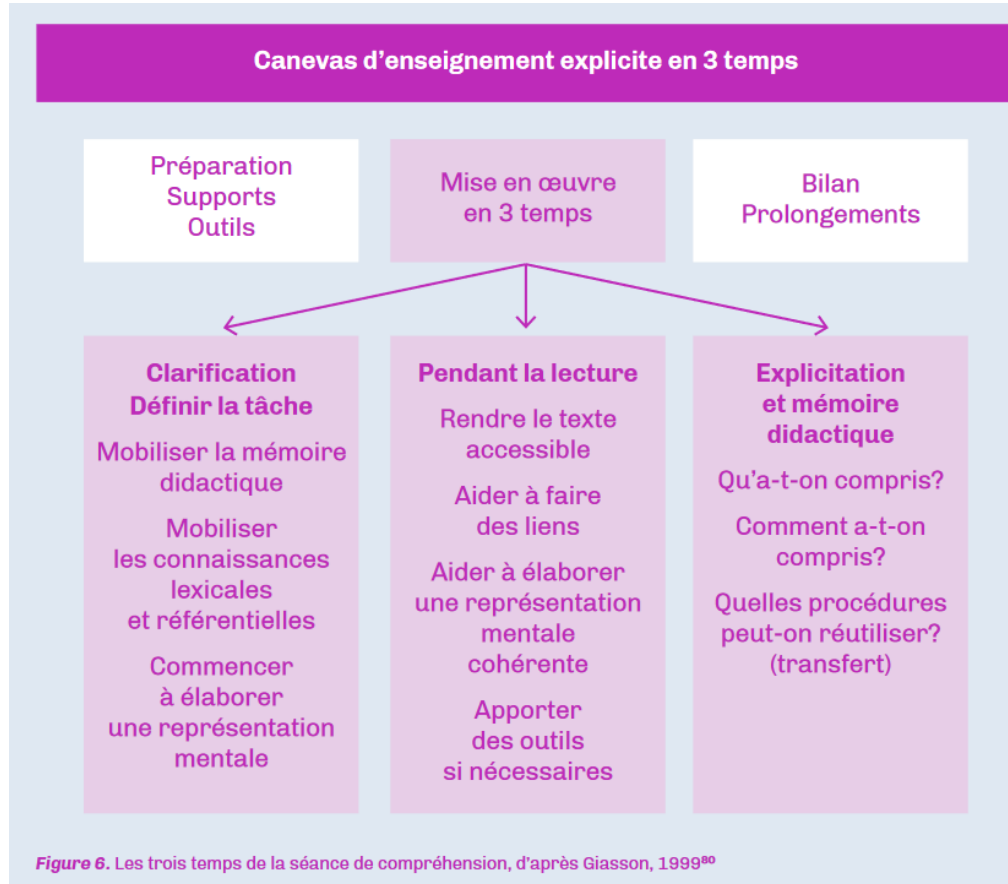 Canevas d'enseignement explicite en 3 temps
Préparation
Supports
Outils
Mise en œuvre
en 3 temps
Bilan
Prolongements
Clarification
Définir la tâche
Mobiliser la mémoire
didactique
Mobiliser
les connaissances
lexicales
et référentielles
Commencer
à élaborer
une représentation
mentale
Pendant la lecture
Rendre le texte
accessible
Aider à faire
des liens
Aider à élaborer
une représentation
mentale
cohérente
Apporter
des outils
si nécessaires
Explicitation
et mémoire
didactique
Qu'a-t-on compris?
Comment a-t-on
compris?
Quelles procédures
peut-on réutiliser?
(transfert)
Figure 6. Les trois temps de la séance de compréhension, d'après Giasson, 1999⁸⁰